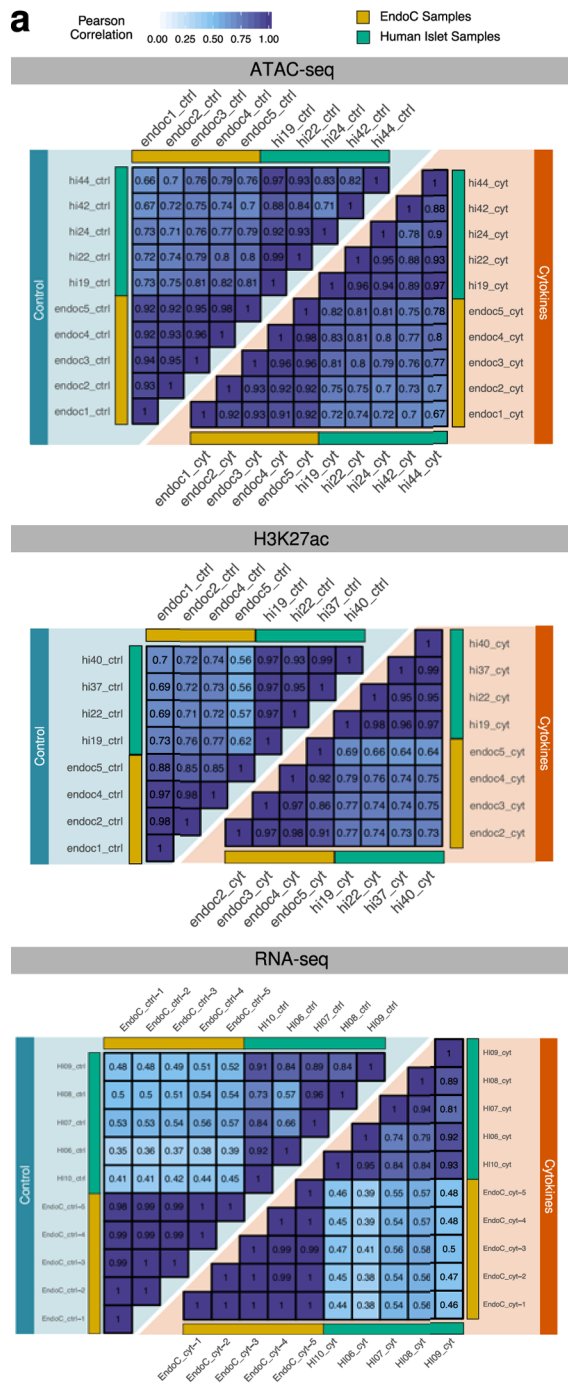 a
Pearson
Correlation
0.00 0.25 0.50 0.75 1.00
EndoC Samples
Human Islet Samples
ATAC-seq
endoc1_ctrl endoc2_ctrl endoc3_ctrl endoc4_ctrl endoc5_ctrl hi19_ctrl hi22_ctrl hi24_ctrl hi42_ctrl hi44_ctrl
Control
Cytokines
hi44_ctrl 0.66 0.7 0.76 0.79 0.76 0.97 0.93 0.83 0.82 1 1 hi44_cyt
hi42_ctrl 0.67 0.72 0.75 0.74 0.7 0.88 0.84 0.71 1 1 0.88 hi42_cyt
hi24_ctrl 0.73 0.71 0.76 0.77 0.79 0.92 0.93 1 1 0.78 0.9 hi24_cyt
hi22_ctrl 0.72 0.74 0.79 0.8 0.8 0.99 1 1 0.95 0.88 0.93 hi22_cyt
hi19_ctrl 0.73 0.75 0.81 0.82 0.81 1 1 0.96 0.94 0.89 0.97 hi19_cyt
endoc5_ctrl 0.92 0.92 0.95 0.98 1 1 0.82 0.81 0.81 0.75 0.78 endoc5_cyt
endoc4_ctrl 0.92 0.93 0.96 1 1 0.98 0.83 0.81 0.8 0.77 0.8 endoc4_cyt
endoc3_ctrl 0.94 0.95 1 1 0.96 0.96 0.81 0.8 0.79 0.76 0.77 endoc3_cyt
endoc2_ctrl 0.93 1 1 0.93 0.92 0.92 0.75 0.75 0.7 0.73 0.7 endoc2_cyt
endoc1_ctrl 1 1 0.92 0.93 0.91 0.92 0.72 0.74 0.72 0.7 0.67 endoc1_cyt
endoc1_cyt endoc2_cyt endoc3_cyt endoc4_cyt endoc5_cyt hi19_cyt hi22_cyt hi24_cyt hi42_cyt hi44_cyt
H3K27ac
endoc1_ctrl endoc2_ctrl endoc4_ctrl endoc5_ctrl hi19_ctrl hi22_ctrl hi37_ctrl hi40_ctrl
Control
Cytokines
hi40_ctrl 0.7 0.72 0.74 0.56 0.97 0.93 0.99 1 1 hi40_cyt
hi37_ctrl 0.69 0.72 0.73 0.56 0.97 0.95 1 1 0.99 hi37_cyt
hi22_ctrl 0.69 0.71 0.72 0.57 0.97 1 1 0.95 0.95 hi22_cyt
hi19_ctrl 0.73 0.76 0.77 0.62 1 1 0.98 0.96 0.97 hi19_cyt
endoc5_ctrl 0.88 0.85 0.85 1 1 0.69 0.66 0.64 0.64 endoc5_cyt
endoc4_ctrl 0.97 0.98 1 1 0.92 0.79 0.76 0.74 0.75 endoc4_cyt
endoc2_ctrl 0.98 1 1 0.97 0.86 0.77 0.74 0.74 0.75 endoc3_cyt
endoc1_ctrl 1 1 0.97 0.98 0.91 0.77 0.74 0.73 0.73 endoc2_cyt
endoc2_cyt endoc3_cyt endoc4_cyt endoc5_cyt hi19_cyt hi22_cyt hi37_cyt hi40_cyt
RNA-seq
EndoC_ctrl-1 EndoC_ctrl-2 EndoC_ctrl-3 EndoC_ctrl-4 EndoC_ctrl-5 HI10_ctrl HI06_ctrl HI07_ctrl HI08_ctrl HI09_ctrl
Control
Cytokines
HI09_ctrl 0.48 0.48 0.49 0.51 0.52 0.91 0.84 0.89 0.84 1 1 HI09_cyt
HI08_ctrl 0.5 0.5 0.51 0.54 0.54 0.73 0.57 0.96 1 1 0.89 HI08_cyt
HI07_ctrl 0.53 0.53 0.54 0.56 0.57 0.84 0.66 1 1 0.94 0.81 HI07_cyt
HI06_ctrl 0.35 0.36 0.37 0.38 0.39 0.92 1 1 0.74 0.79 0.92 HI06_cyt
HI10_ctrl 0.41 0.41 0.42 0.44 0.45 1 1 0.95 0.84 0.84 0.93 HI10_cyt
EndoC_ctrl-5 0.98 0.99 0.99 1 1 1 0.46 0.39 0.55 0.57 0.48 EndoC_cyt-5
EndoC_ctrl-4 0.99 0.99 0.99 1 1 1 0.45 0.39 0.54 0.57 0.48 EndoC_cyt-4
EndoC_ctrl-3 0.99 1 1 1 0.99 0.99 0.47 0.41 0.56 0.58 0.5 EndoC_cyt-3
EndoC_ctrl-2 1 1 1 1 0.99 1 0.45 0.38 0.54 0.56 0.47 EndoC_cyt-2
EndoC_ctrl-1 1 1 1 1 1 1 0.44 0.38 0.54 0.56 0.46 EndoC_cyt-1
EndoC_cyt-1 EndoC_cyt-2 EndoC_cyt-3 EndoC_cyt-4 EndoC_cyt-5 HI10_cyt HI06_cyt HI07_cyt HI08_cyt HI09_cyt